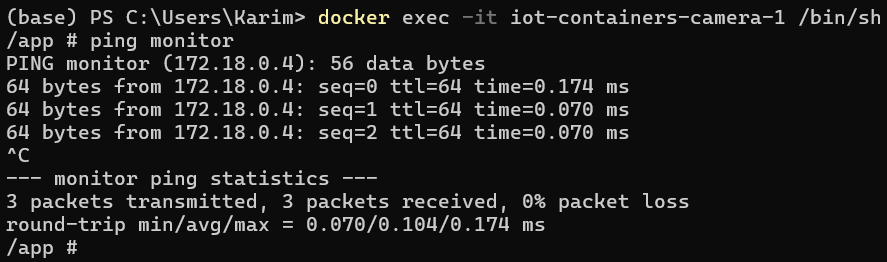 (base) PS C:\Users\Karim> docker exec -it iot-containers-camera-1 /bin/sh
/app # ping monitor
PING monitor (172.18.0.4): 56 data bytes
64 bytes from 172.18.0.4: seq=0 ttl=64 time=0.174 ms
64 bytes from 172.18.0.4: seq=1 ttl=64 time=0.070 ms
64 bytes from 172.18.0.4: seq=2 ttl=64 time=0.070 ms
^C
--- monitor ping statistics ---
3 packets transmitted, 3 packets received, 0% packet loss
round-trip min/avg/max = 0.070/0.104/0.174 ms
/app #